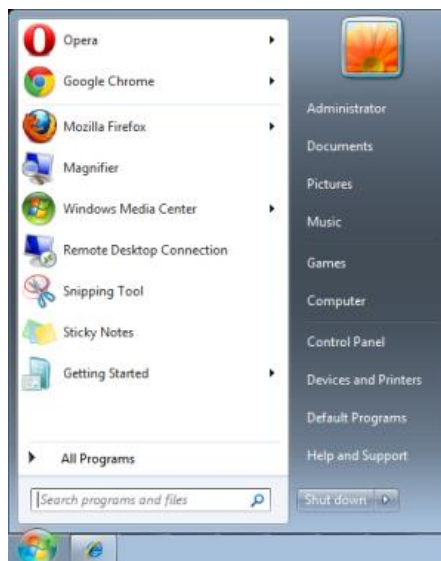 Opera
Google Chrome
Mozilla Firefox
Magnifier
Windows Media Center
Remote Desktop Connection
Snipping Tool
Sticky Notes
Getting Started
All Programs
Search programs and files
Administrator
Documents
Pictures
Music
Games
Computer
Control Panel
Devices and Printers
Default Programs
Help and Support
Shut down